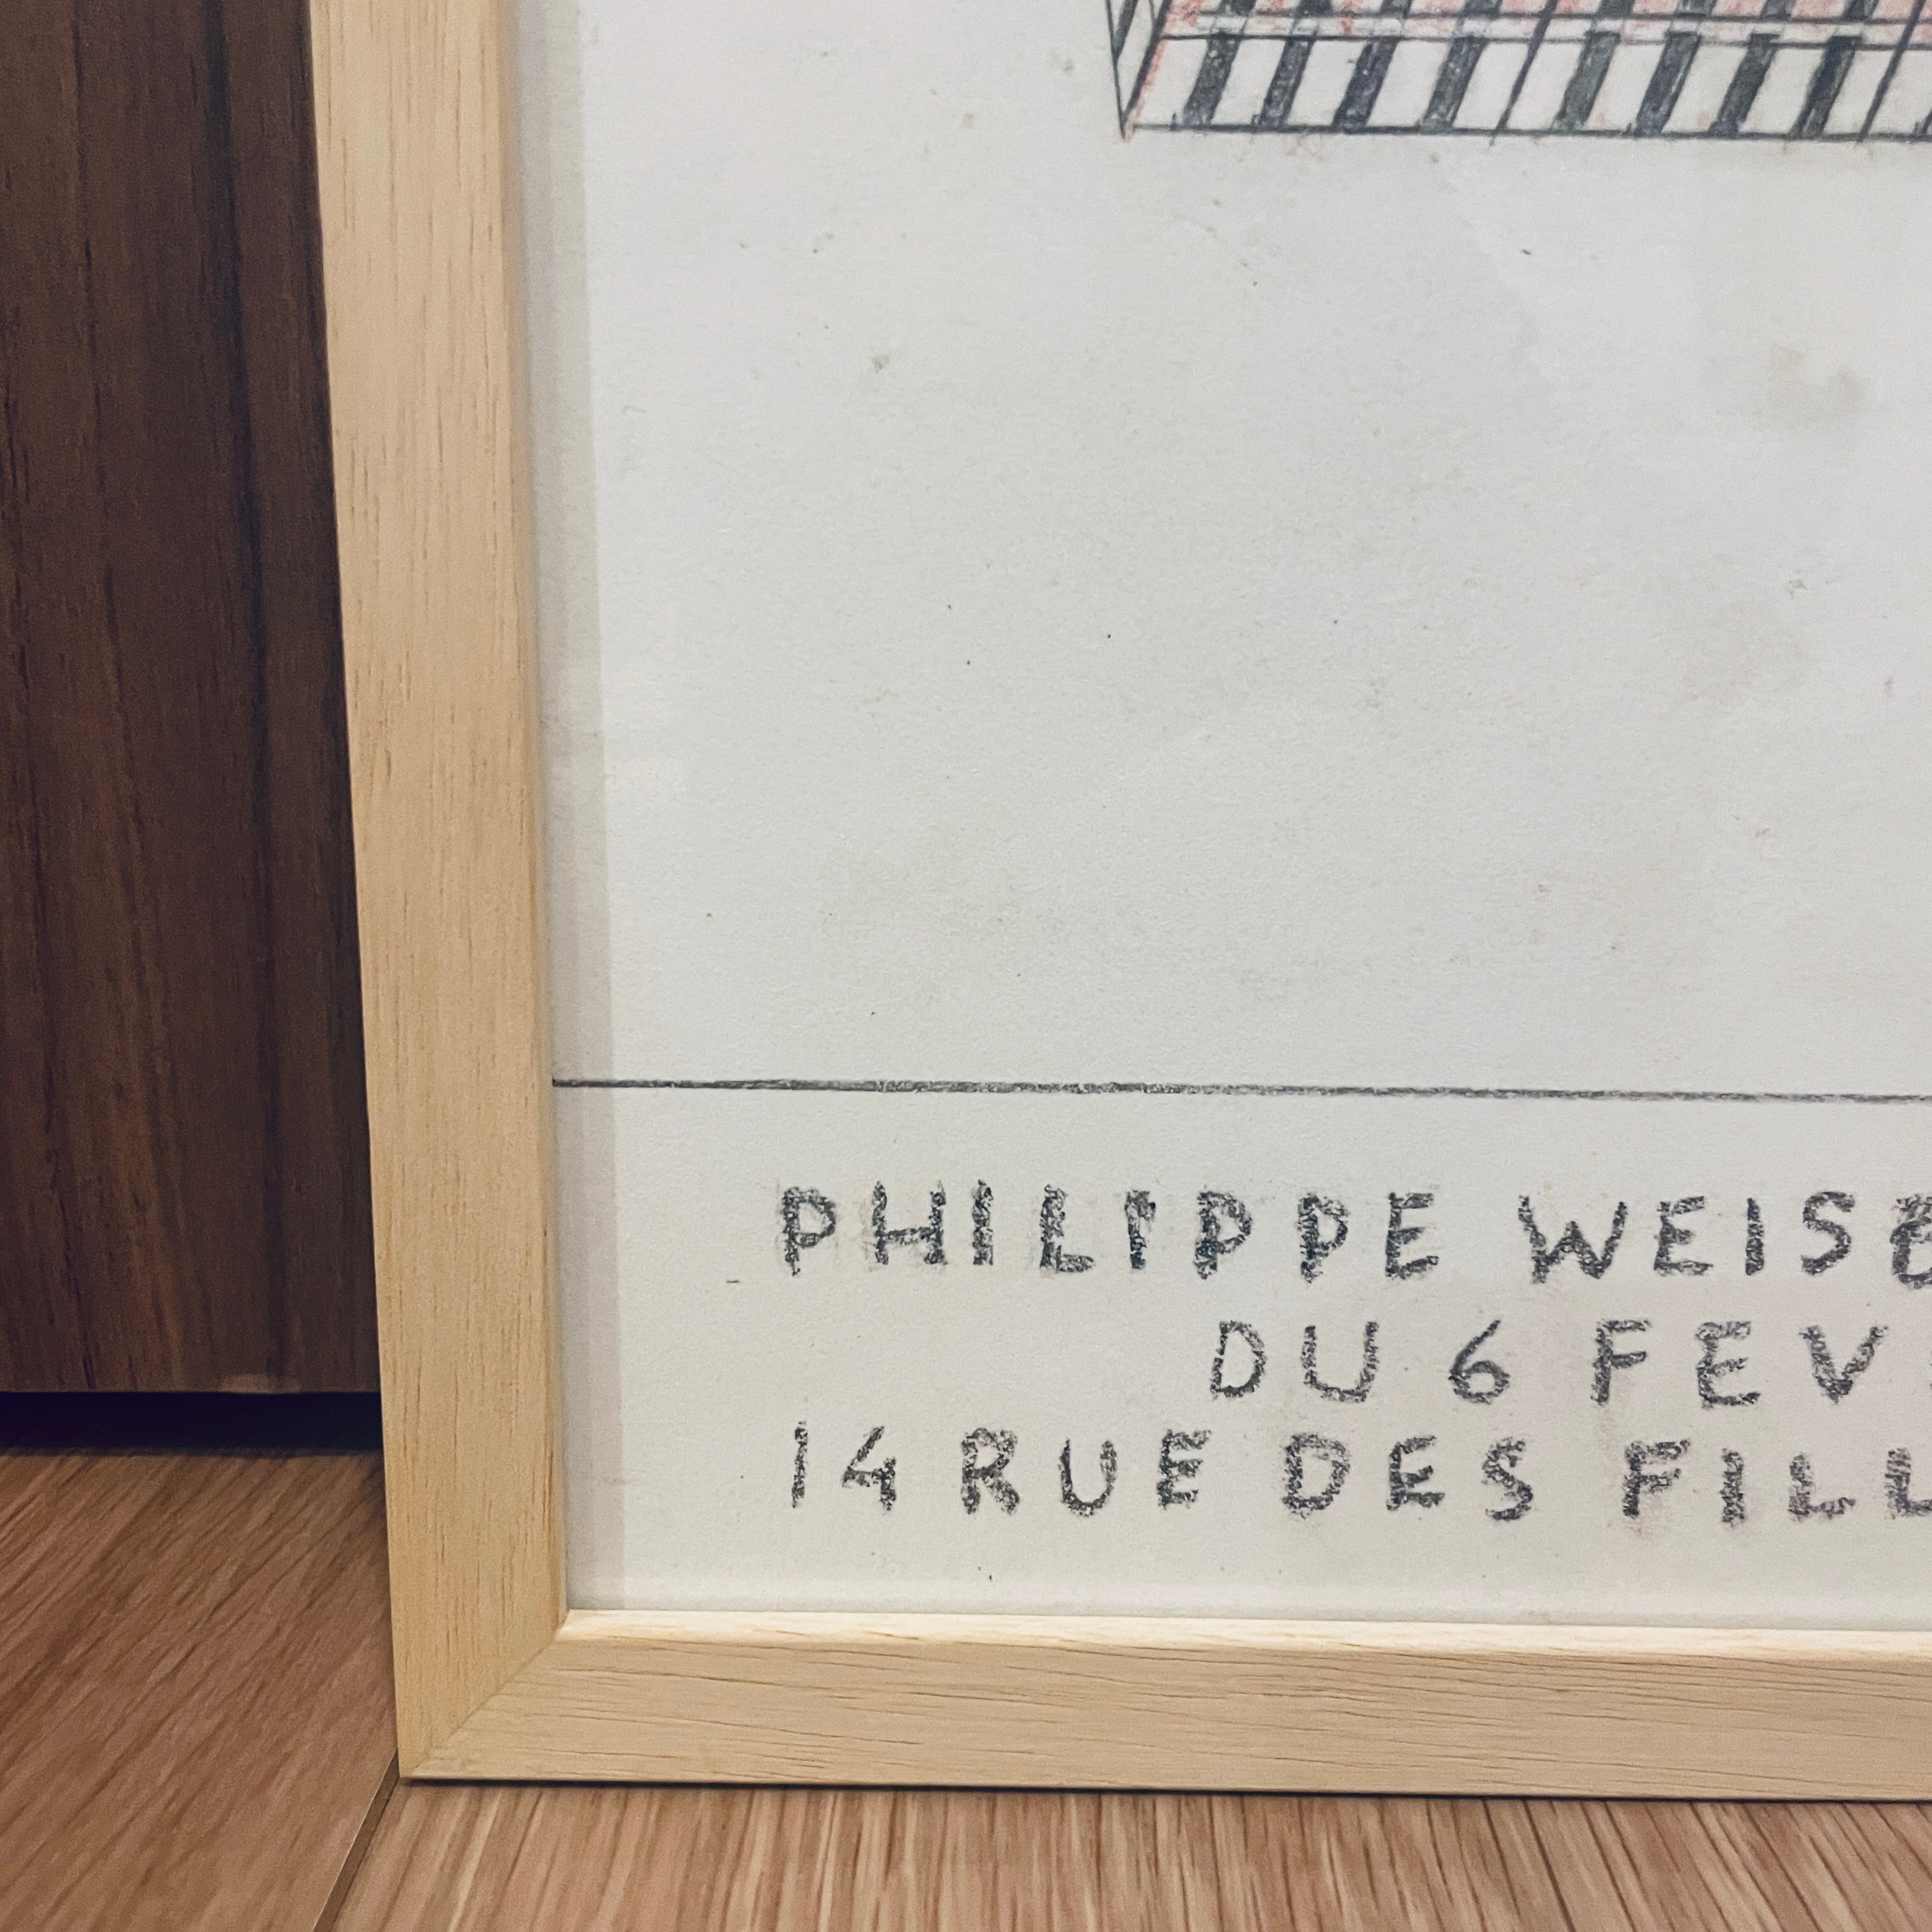 PHILIPPE WEISB
DU 6 FEV
14 RUE DES FILL